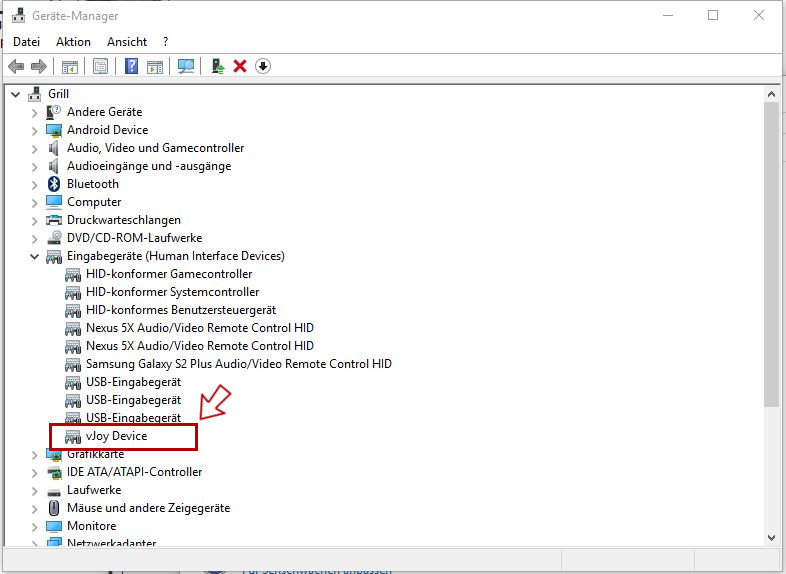 Geräte-Manager
Datei Aktion Ansicht ?
Grill
Andere Geräte
Android Device
Audio, Video und Gamecontroller
Audioeingänge und -ausgänge
Bluetooth
Computer
Druckwarteschlangen
DVD/CD-ROM-Laufwerke
Eingabegeräte (Human Interface Devices)
HID-konformer Gamecontroller
HID-konformer Systemcontroller
HID-konformes Benutzersteuergerät
Nexus 5X Audio/Video Remote Control HID
Nexus 5X Audio/Video Remote Control HID
Samsung Galaxy S2 Plus Audio/Video Remote Control HID
USB-Eingabegerät
USB-Eingabegerät
USB-Eingabegerät
vJoy Device
Grafikkarte
IDE ATA/ATAPI-Controller
Laufwerke
Mäuse und andere Zeigegeräte
Monitore
Netzwerkadapter